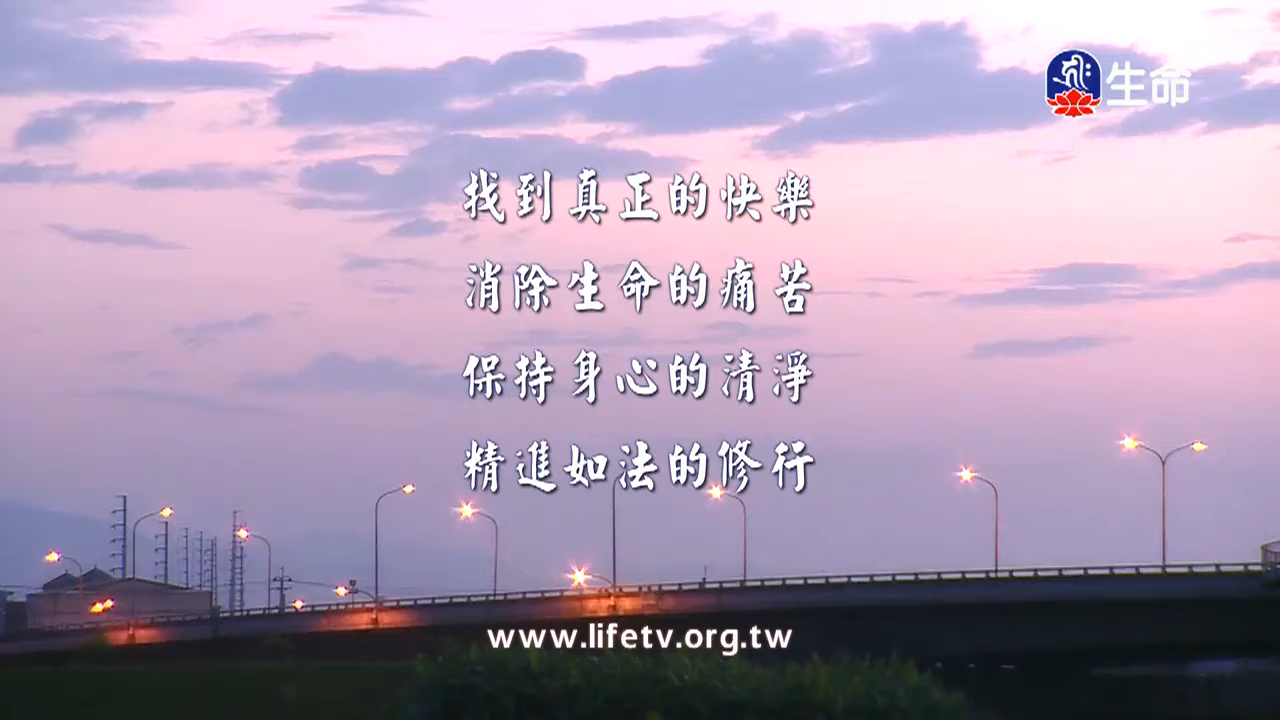 生命
找到真正的快樂
消除生命的痛苦
保持身心的清淨
精進如法的修行
www.lifetv.org.tw